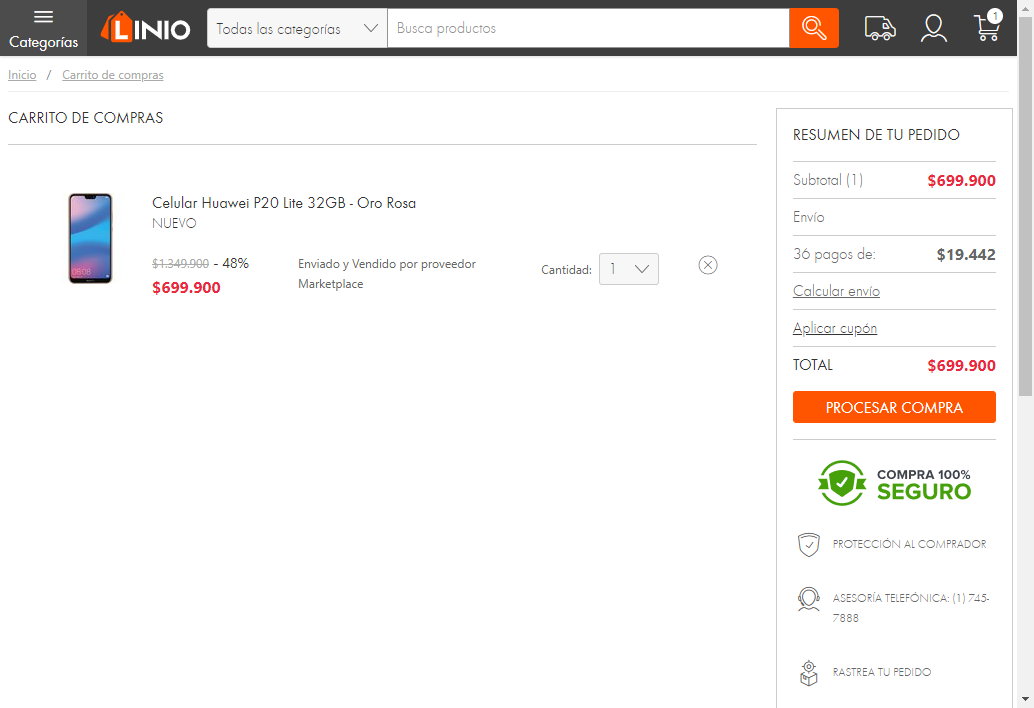 Categorías
LINIO
Todas las categorías
Busca productos
1
Inicio / Carrito de compras
CARRITO DE COMPRAS
Celular Huawei P20 Lite 32GB - Oro Rosa
NUEVO
$1.349.900 - 48%
$699.900
Enviado y Vendido por proveedor
Marketplace
Cantidad: 1
08:08
RESUMEN DE TU PEDIDO
Subtotal (1) $699.900
Envío
36 pagos de: $19.442
Calcular envío
Aplicar cupón
TOTAL $699.900
PROCESAR COMPRA
COMPRA 100%
SEGURO
PROTECCIÓN AL COMPRADOR
ASESORÍA TELEFÓNICA: (1) 745-
7888
RASTREA TU PEDIDO